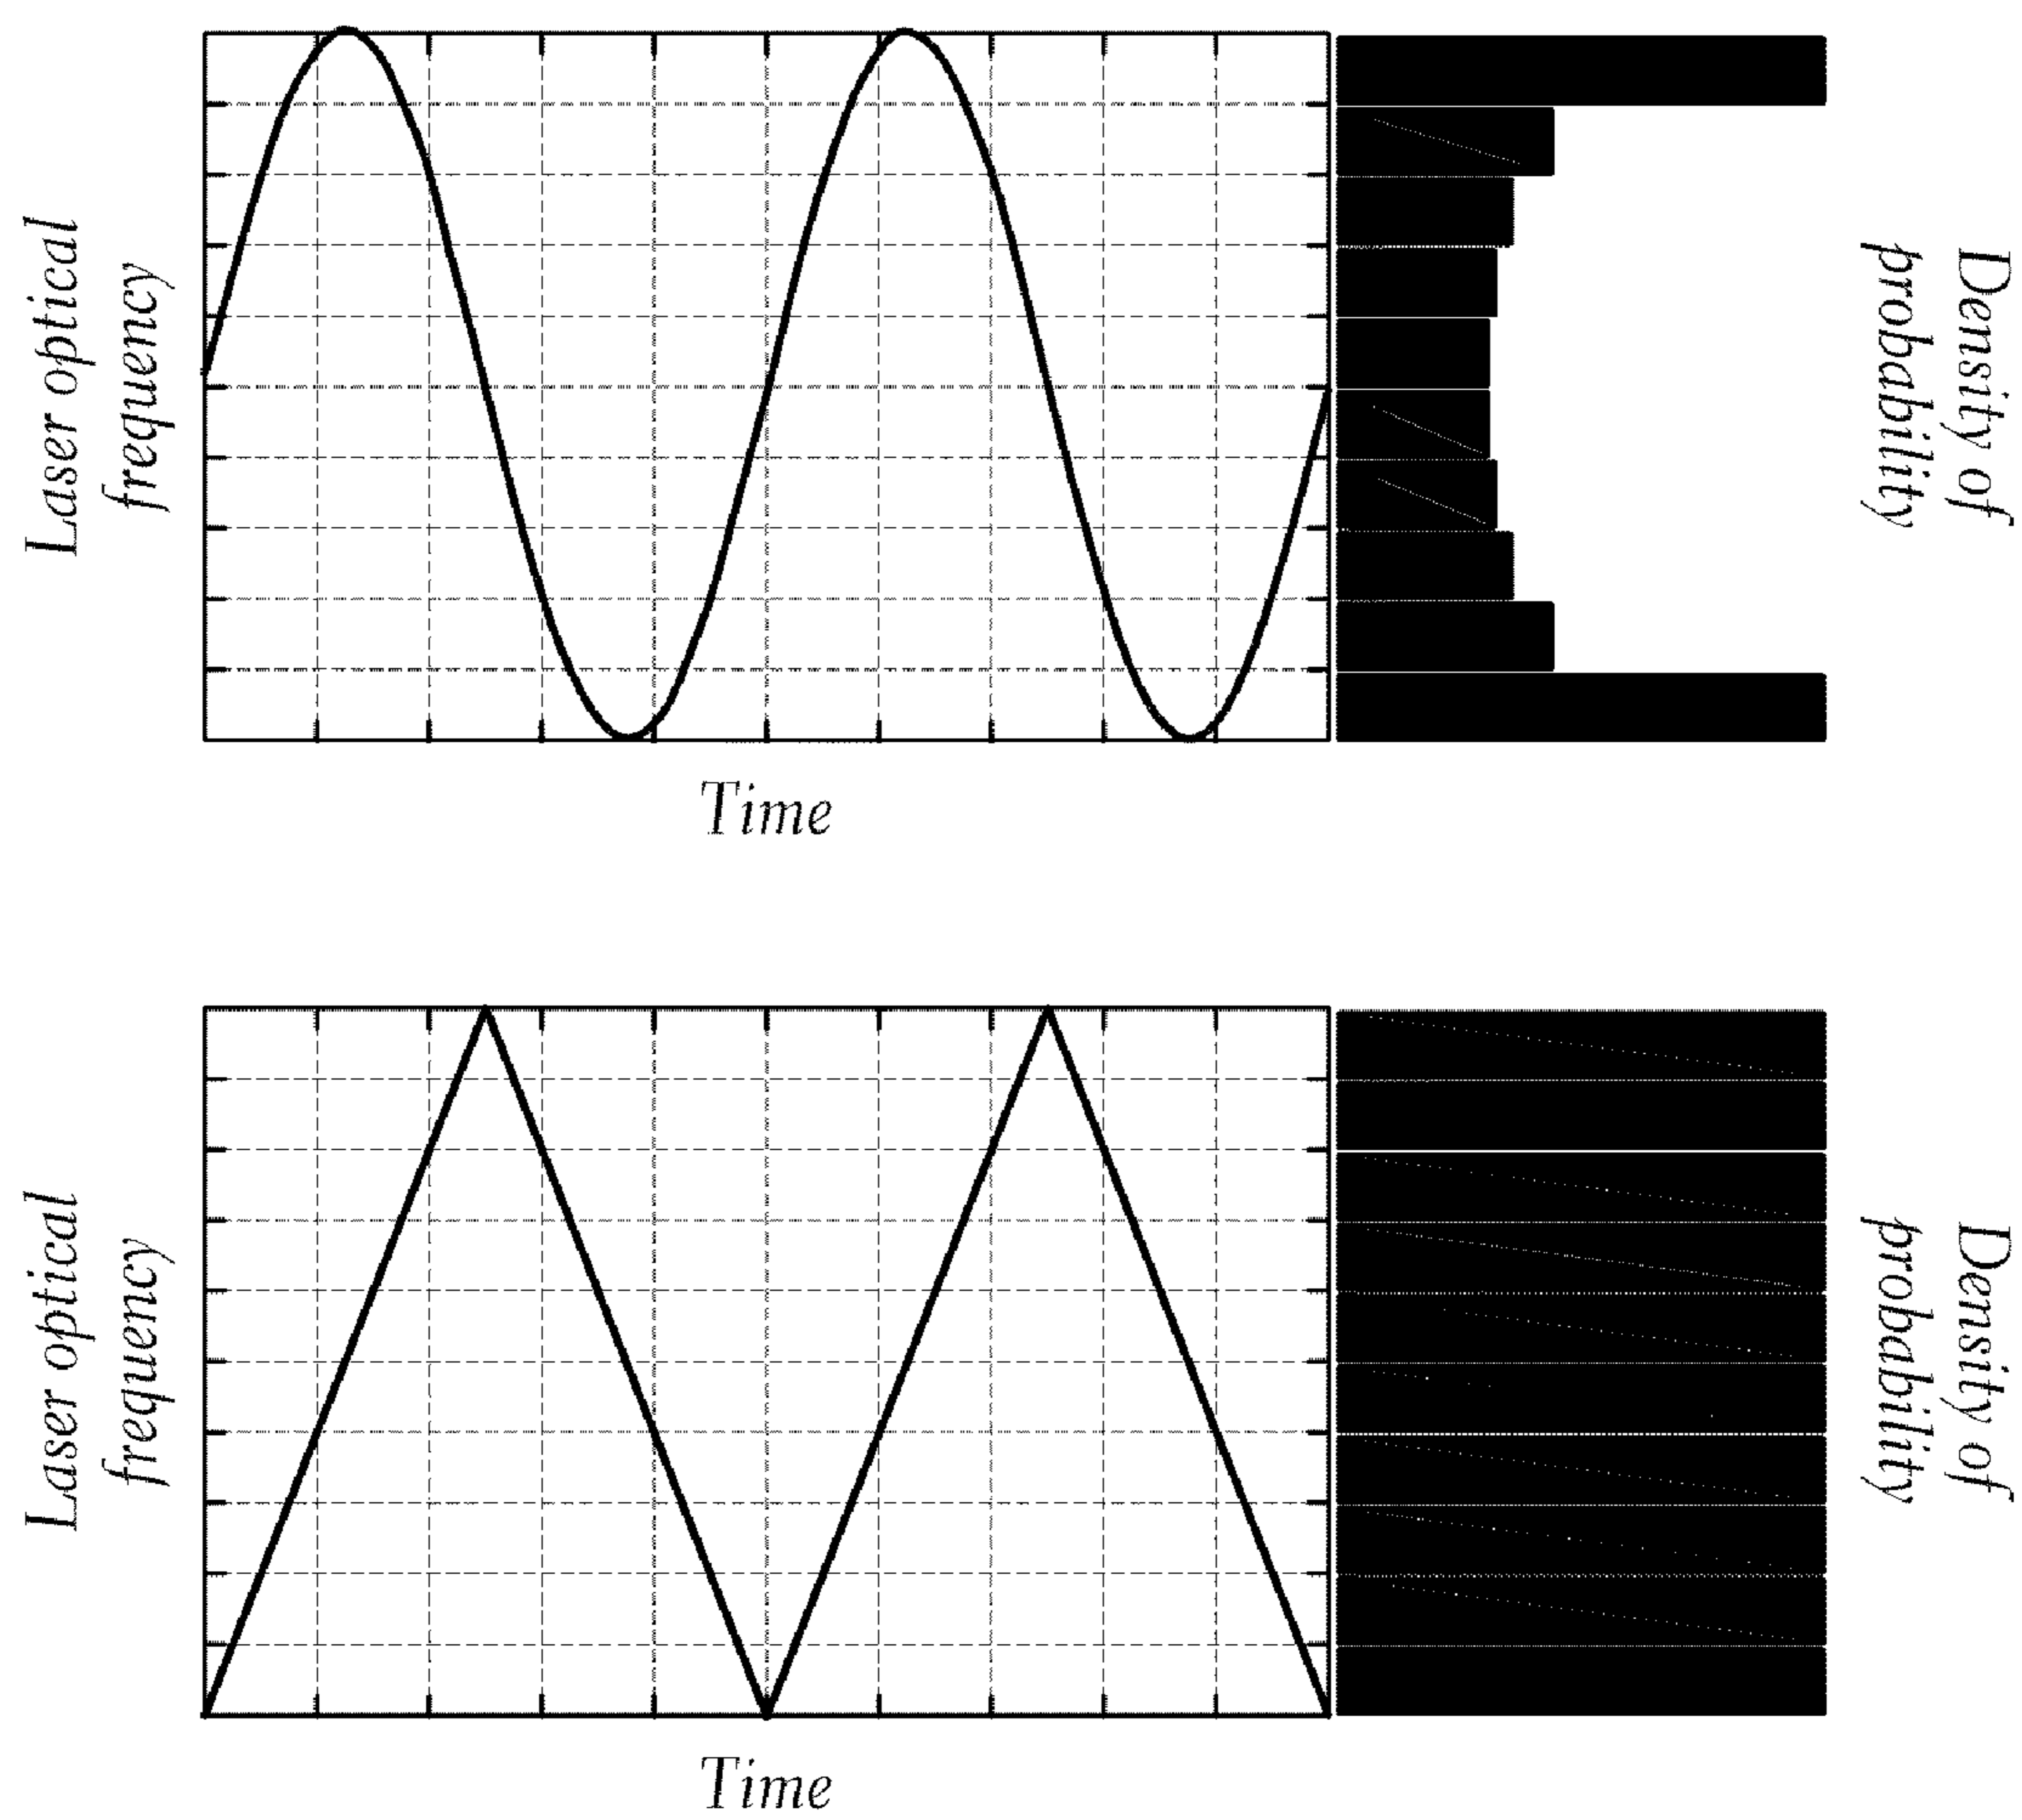 Laser optical
frequency
Time
Density of
probability
Laser optical
frequency
Time
Density of
probability